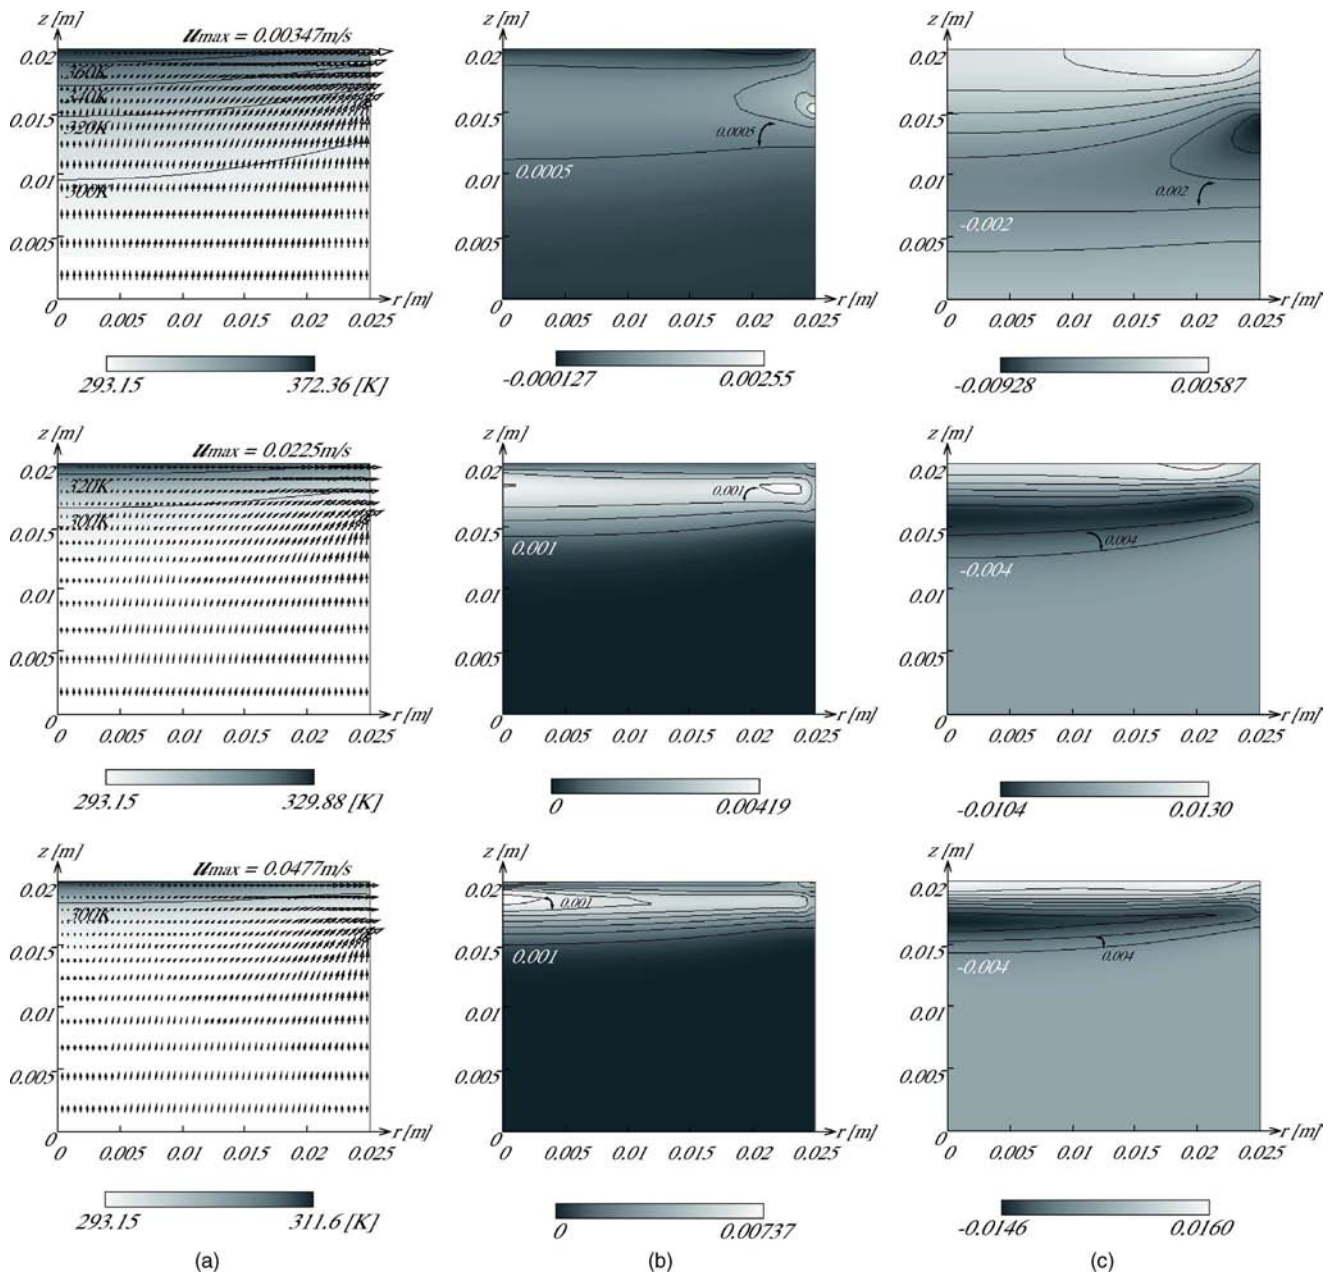 z [m]
u max = 0.00347m/s
0.02
360K
340K
0.015
320K
0.01
300K
0.005
0
r [m]
0 0.005 0.01 0.015 0.02 0.025
293.15 372.36 [K]
z [m]
0.02
0.015
0.0005
0.01
0.0005
0.005
0
r [m]
0 0.005 0.01 0.015 0.02 0.025
-0.000127 0.00255
z [m]
0.02
0.015
0.01
0.002
-0.002
0.005
0
r [m]
0 0.005 0.01 0.015 0.02 0.025
-0.00928 0.00587
z [m]
u max = 0.0225m/s
0.02
320K
300K
0.015
0.01
0.005
0
r [m]
0 0.005 0.01 0.015 0.02 0.025
293.15 329.88 [K]
z [m]
0.02
0.001
0.015
0.001
0.01
0.005
0
r [m]
0 0.005 0.01 0.015 0.02 0.025
0 0.00419
z [m]
0.02
0.015
0.004
-0.004
0.01
0.005
0
r [m]
0 0.005 0.01 0.015 0.02 0.025
-0.0104 0.0130
z [m]
u max = 0.0477m/s
0.02
300K
0.015
0.01
0.005
0
r [m]
0 0.005 0.01 0.015 0.02 0.025
293.15 311.6 [K]
(a)
z [m]
0.02
0.001
0.015
0.001
0.01
0.005
0
r [m]
0 0.005 0.01 0.015 0.02 0.025
0 0.00737
(b)
z [m]
0.02
0.015
0.004
-0.004
0.01
0.005
0
r [m]
0 0.005 0.01 0.015 0.02 0.025
-0.0146 0.0160
(c)